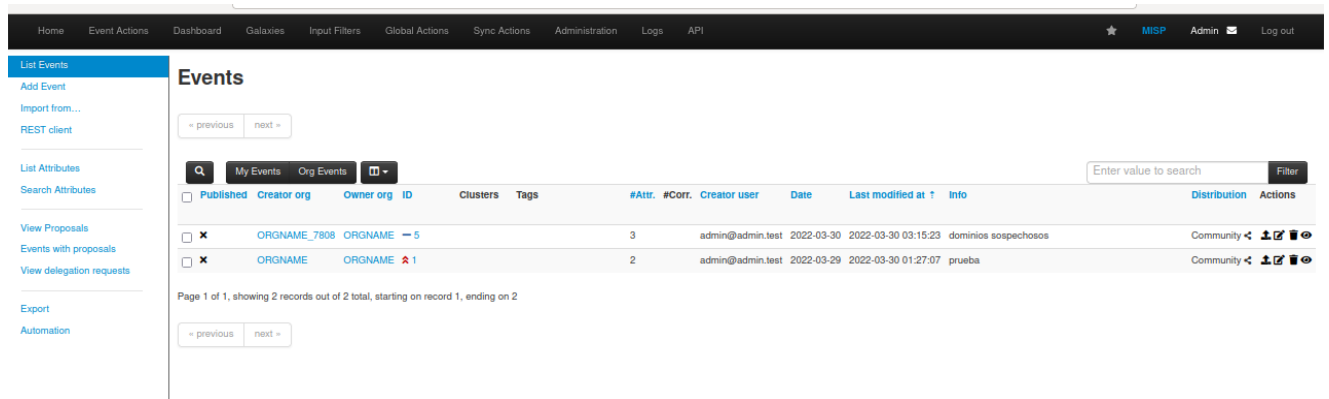 Home Event Actions Dashboard Galaxies Input Filters Global Actions Sync Actions Administration Logs API MISP Admin Log out
List Events
Add Event
Import from…
REST client
List Attributes
Search Attributes
View Proposals
Events with proposals
View delegation requests
Export
Automation
Events
« previous next »
My Events Org Events Enter value to search Filter
Published Creator org Owner org ID Clusters Tags #Attr. #Corr. Creator user Date Last modified at ↑ Info Distribution Actions
ORGNAME_7808 ORGNAME 5 3 admin@admin.test 2022-03-30 2022-03-30 03:15:23 dominios sospechosos Community
ORGNAME ORGNAME 1 2 admin@admin.test 2022-03-29 2022-03-30 01:27:07 prueba Community
Page 1 of 1, showing 2 records out of 2 total, starting on record 1, ending on 2
« previous next »